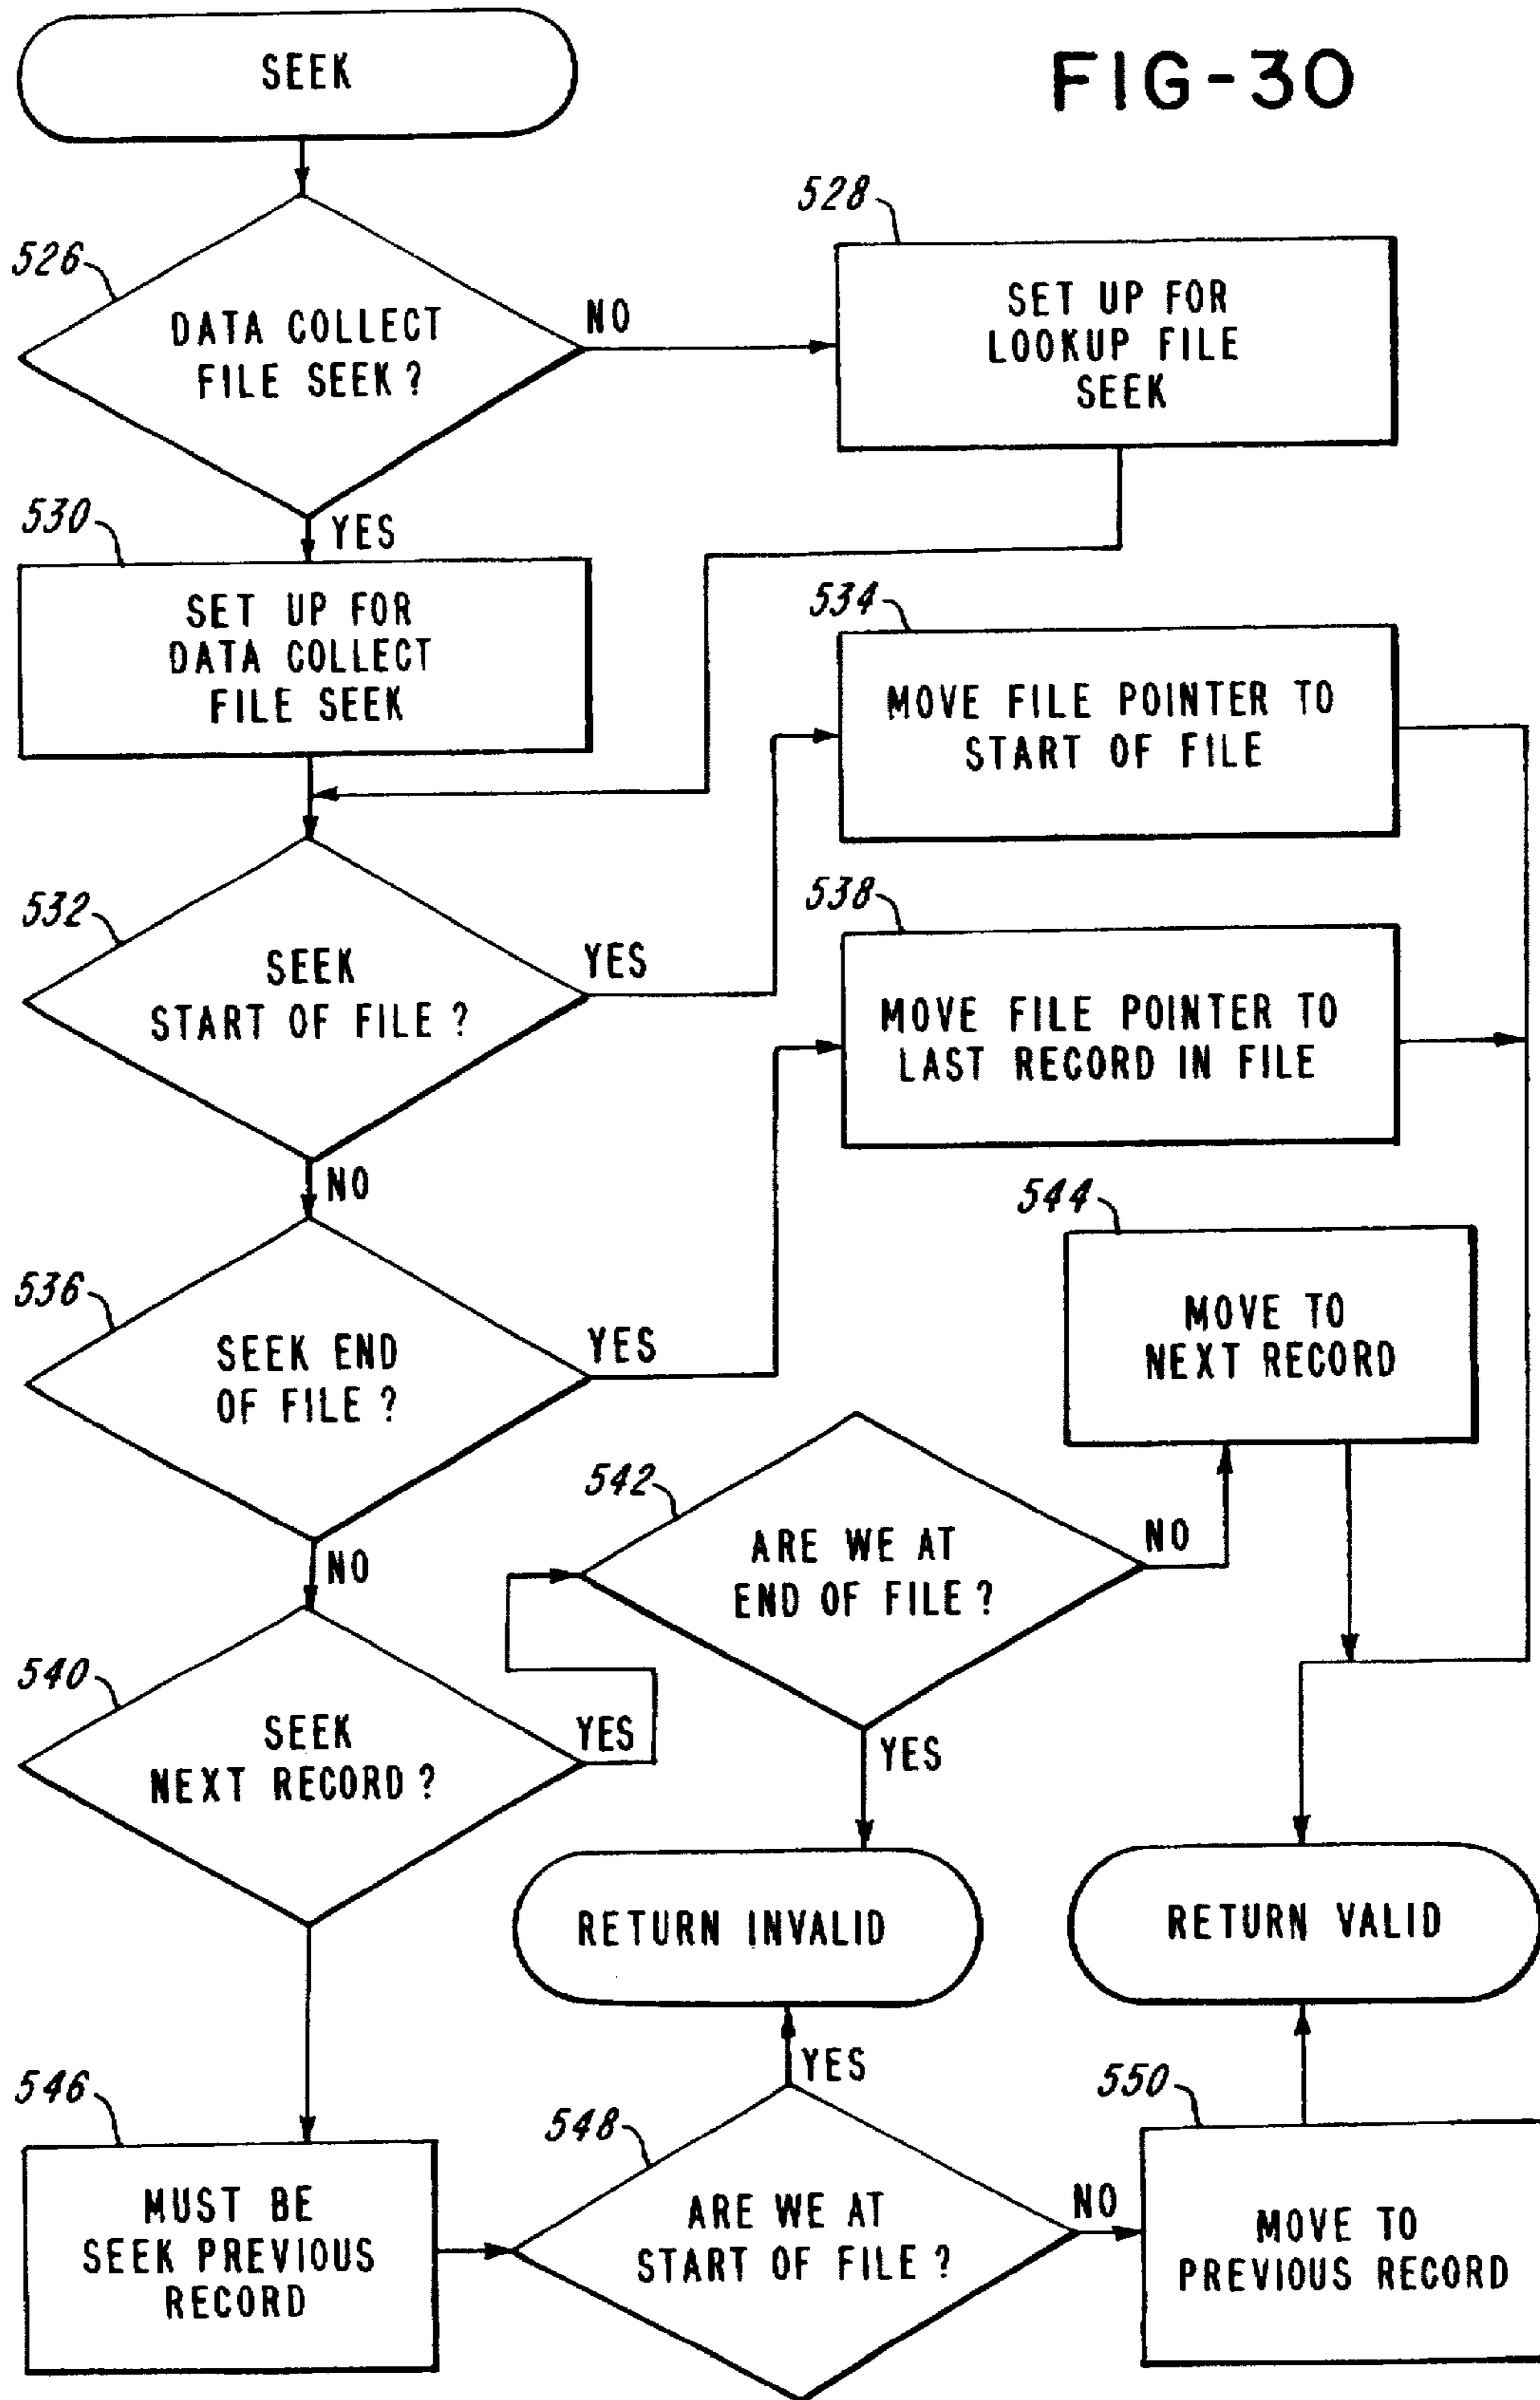 FIG-30
SEEK
526
DATA COLLECT
FILE SEEK?
NO
528
SET UP FOR
LOOKUP FILE
SEEK
YES
530
SET UP FOR
DATA COLLECT
FILE SEEK
534
MOVE FILE POINTER TO
START OF FILE
532
SEEK
START OF FILE?
YES
538
MOVE FILE POINTER TO
LAST RECORD IN FILE
NO
536
SEEK END
OF FILE?
YES
544
MOVE TO
NEXT RECORD
542
ARE WE AT
END OF FILE?
NO
NO
540
SEEK
NEXT RECORD?
YES
YES
RETURN INVALID
RETURN VALID
546
MUST BE
SEEK PREVIOUS
RECORD
YES
548
ARE WE AT
START OF FILE?
NO
550
MOVE TO
PREVIOUS RECORD